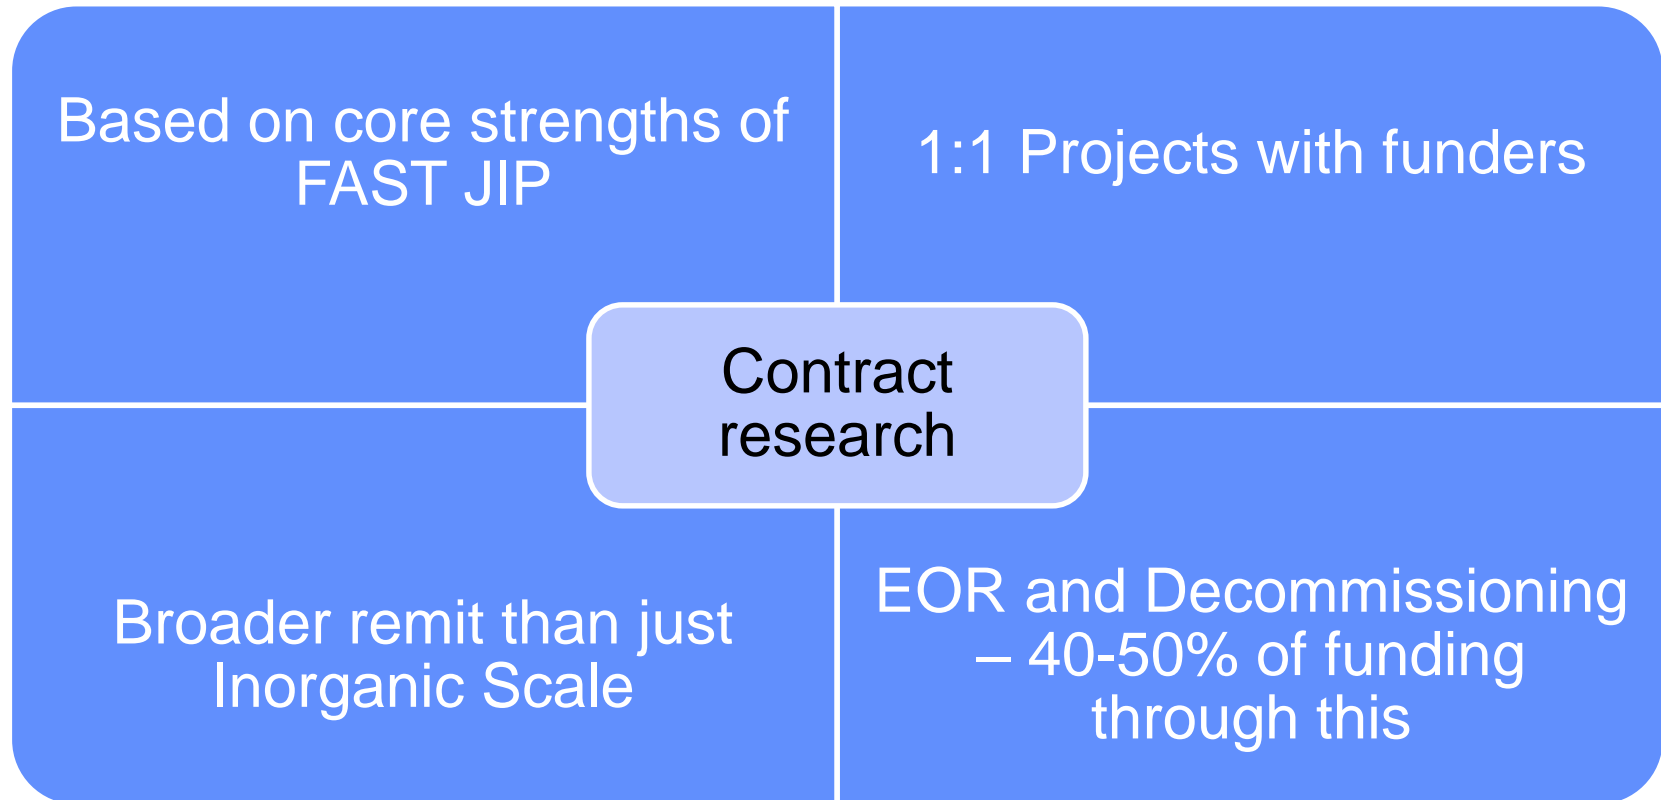 Based on core strengths of
FAST JIP
1:1 Projects with funders
Contract
research
Broader remit than just
Inorganic Scale
EOR and Decommissioning
– 40-50% of funding
through this